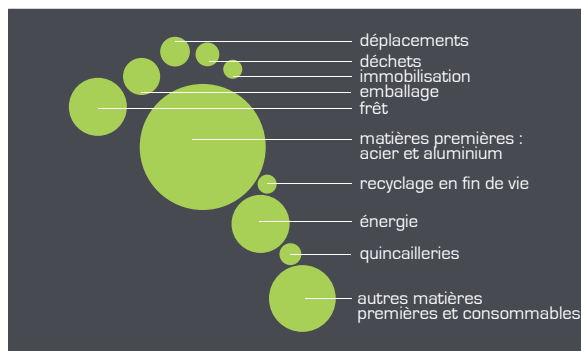 déplacements
déchets
immobilisation
emballage
frêt
matières premières :
acier et aluminium
recyclage en fin de vie
énergie
quincailleries
autres matières
premières et consommables